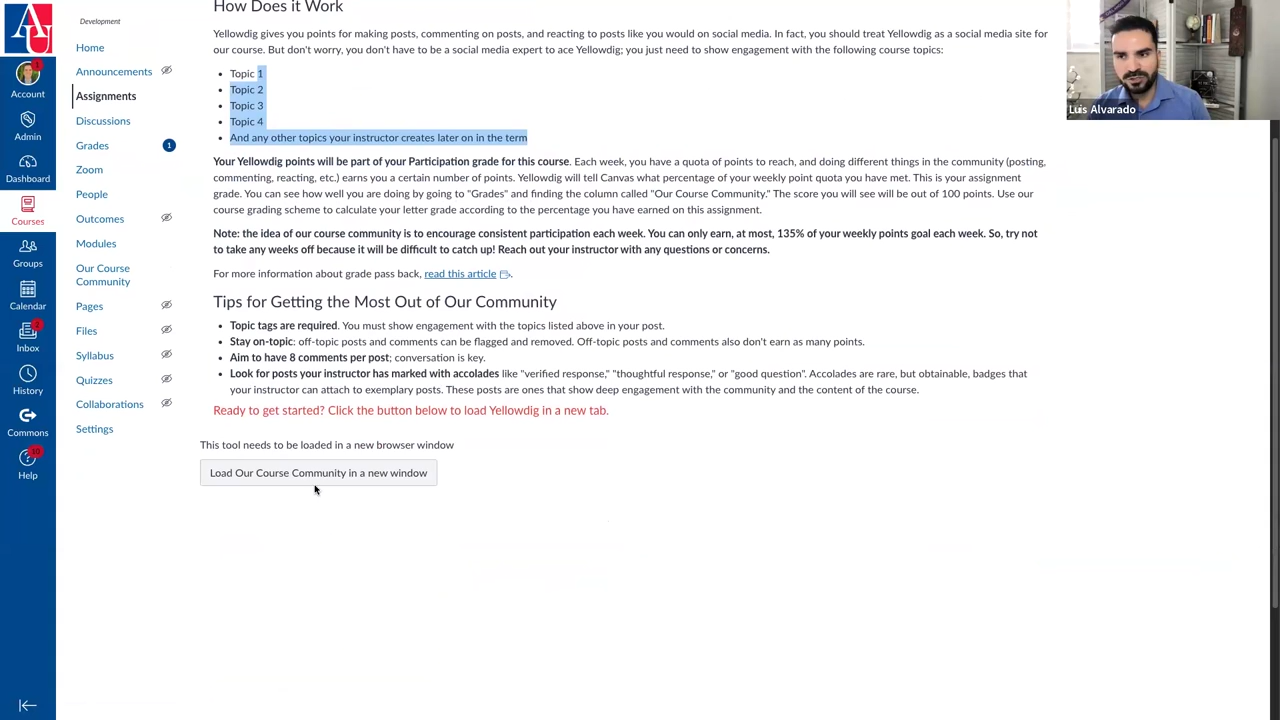 AU
Account
1
Admin
Dashboard
Courses
Groups
Calendar
2
Inbox
History
Commons
10
Help
Development
Home
Announcements
Assignments
Discussions
Grades
1
Zoom
People
Outcomes
Modules
Our Course
Community
Pages
Files
Syllabus
Quizzes
Collaborations
Settings
How Does it Work
Yellowdig gives you points for making posts, commenting on posts, and reacting to posts like you would on social media. In fact, you should treat Yellowdig as a social media site for
our course. But don't worry, you don't have to be a social media expert to ace Yellowdig; you just need to show engagement with the following course topics:
• Topic 1
• Topic 2
• Topic 3
• Topic 4
• And any other topics your instructor creates later on in the term
Your Yellowdig points will be part of your Participation grade for this course. Each week, you have a quota of points to reach, and doing different things in the community (posting,
commenting, reacting, etc.) earns you a certain number of points. Yellowdig will tell Canvas what percentage of your weekly point quota you have met. This is your assignment
grade. You can see how well you are doing by going to "Grades" and finding the column called "Our Course Community." The score you will see will be out of 100 points. Use our
course grading scheme to calculate your letter grade according to the percentage you have earned on this assignment.
Note: the idea of our course community is to encourage consistent participation each week. You can only earn, at most, 135% of your weekly points goal each week. So, try not
to take any weeks off because it will be difficult to catch up! Reach out your instructor with any questions or concerns.
For more information about grade pass back, read this article.
Tips for Getting the Most Out of Our Community
• Topic tags are required. You must show engagement with the topics listed above in your post.
• Stay on-topic: off-topic posts and comments can be flagged and removed. Off-topic posts and comments also don't earn as many points.
• Aim to have 8 comments per post; conversation is key.
• Look for posts your instructor has marked with accolades like "verified response," "thoughtful response," or "good question". Accolades are rare, but obtainable, badges that
your instructor can attach to exemplary posts. These posts are ones that show deep engagement with the community and the content of the course.
Ready to get started? Click the button below to load Yellowdig in a new tab.
This tool needs to be loaded in a new browser window
Load Our Course Community in a new window
Luis Alvarado